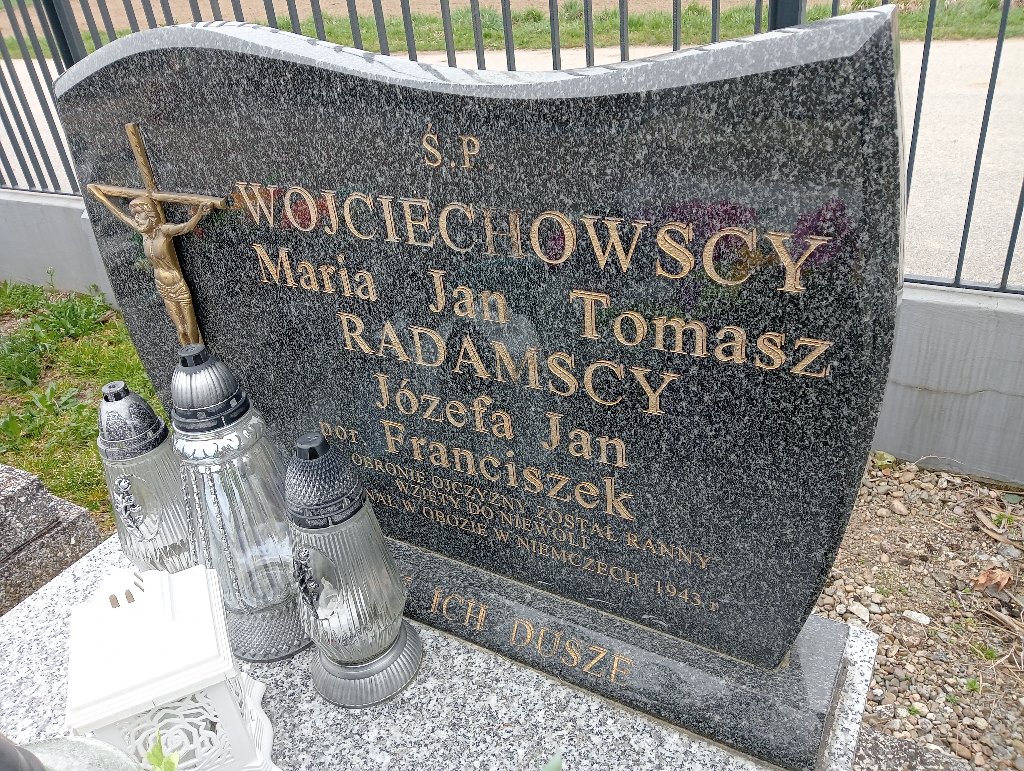 Ś.P.
WOJCIECHOWSCY
Maria Jan Tomasz
RADAMSCY
Józefa Jan
por. Franciszek
OBRONIE OJCZYZNY ZOSTAŁ RANNY
WZIĘTY DO NIEWOLI
W OBOZIE W NIEMCZECH 1943 r
ICH DUSZE